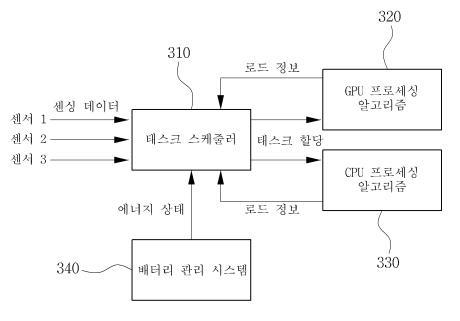 320
310
로드 정보
GPU 프로세싱
알고리즘
센싱 데이터
센서 1
센서 2
센서 3
태스크 스케줄러
태스크 할당
CPU 프로세싱
알고리즘
에너지 상태
로드 정보
330
340
배터리 관리 시스템